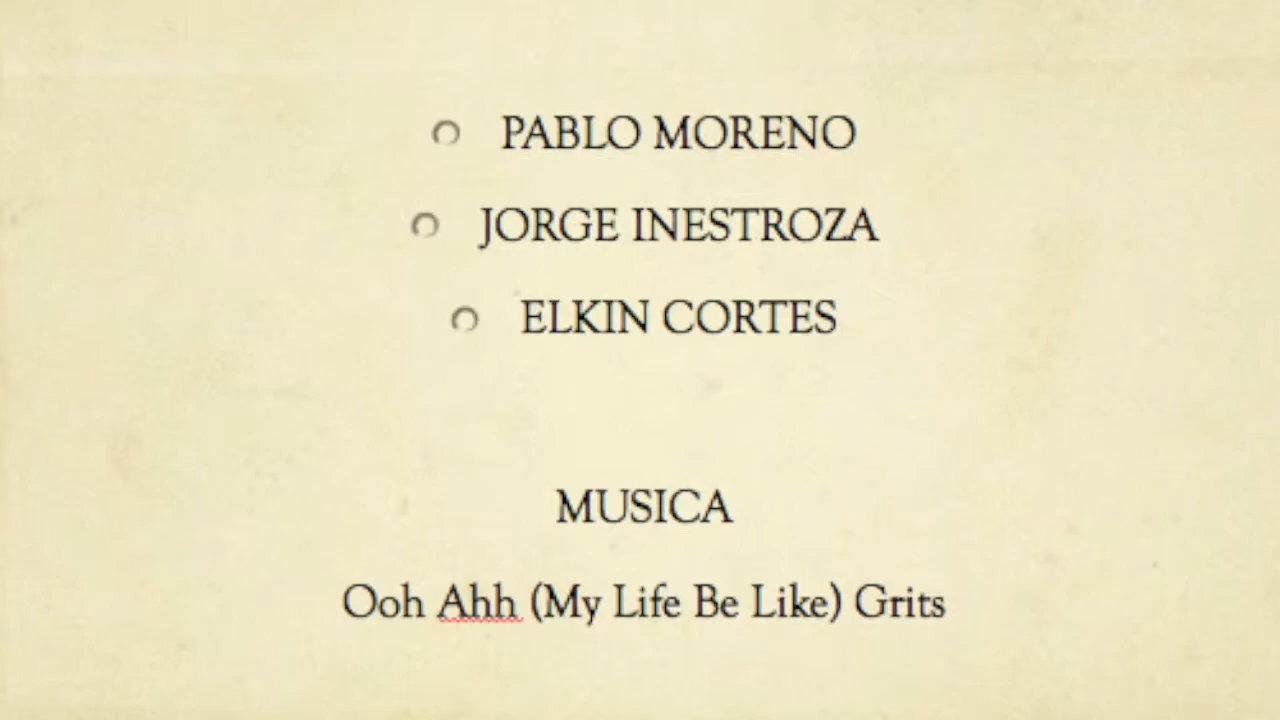 PABLO MORENO
JORGE INESTROZA
ELKIN CORTES
MUSICA
Ooh Ahh (My Life Be Like) Grits